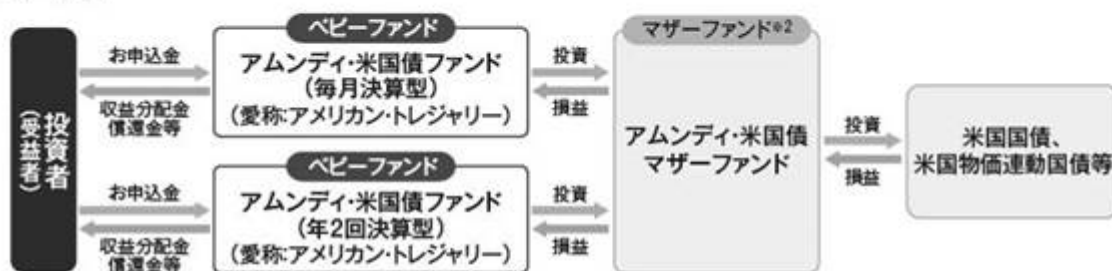 投資者
(受益者)
お申込金
収益分配金
償還金等
ベビーファンド
アムンディ・米国債ファンド
(毎月決算型)
(愛称:アメリカン・トレジャリー)
投資
損益
お申込金
収益分配金
償還金等
ベビーファンド
アムンディ・米国債ファンド
(年2回決算型)
(愛称:アメリカン・トレジャリー)
投資
損益
マザーファンド※2
アムンディ・米国債
マザーファンド
投資
損益
米国国債、
米国物価連動国債等